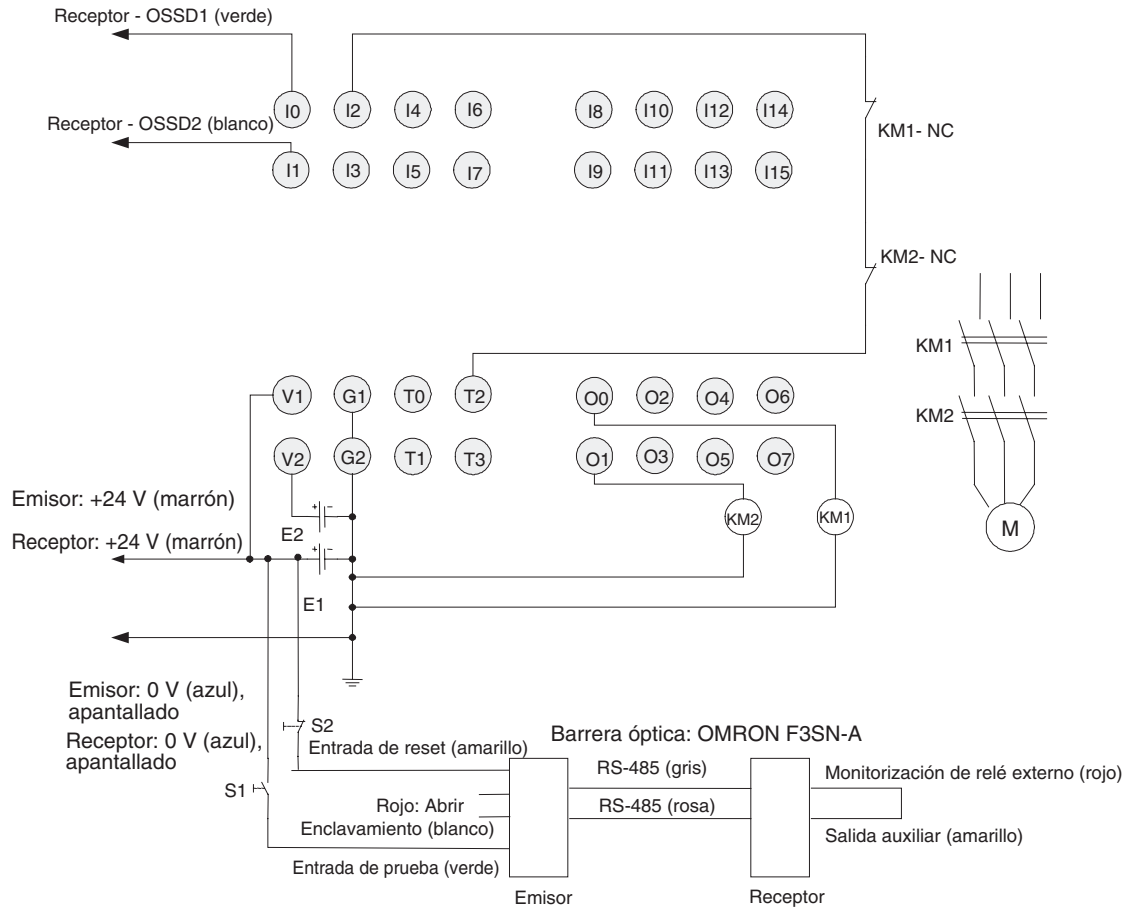 Receptor - OSSD1 (verde)
I0 I2 I4 I6 I8 I10 I12 I14
Receptor - OSSD2 (blanco)
KM1- NC
I1 I3 I5 I7 I9 I11 I13 I15
KM2- NC
KM1
V1 G1 T0 T2 O0 O2 O4 O6
KM2
V2 G2 T1 T3 O1 O3 O5 O7
Emisor: +24 V (marrón)
+ -
KM2 KM1
M
E2
Receptor: +24 V (marrón)
+ -
E1
Emisor: 0 V (azul),
apantallado
Receptor: 0 V (azul),
apantallado
S2
Barrera óptica: OMRON F3SN-A
Entrada de reset (amarillo)
RS-485 (gris)
Monitorización de relé externo (rojo)
S1
Rojo: Abrir
RS-485 (rosa)
Enclavamiento (blanco)
Salida auxiliar (amarillo)
Entrada de prueba (verde)
Emisor
Receptor